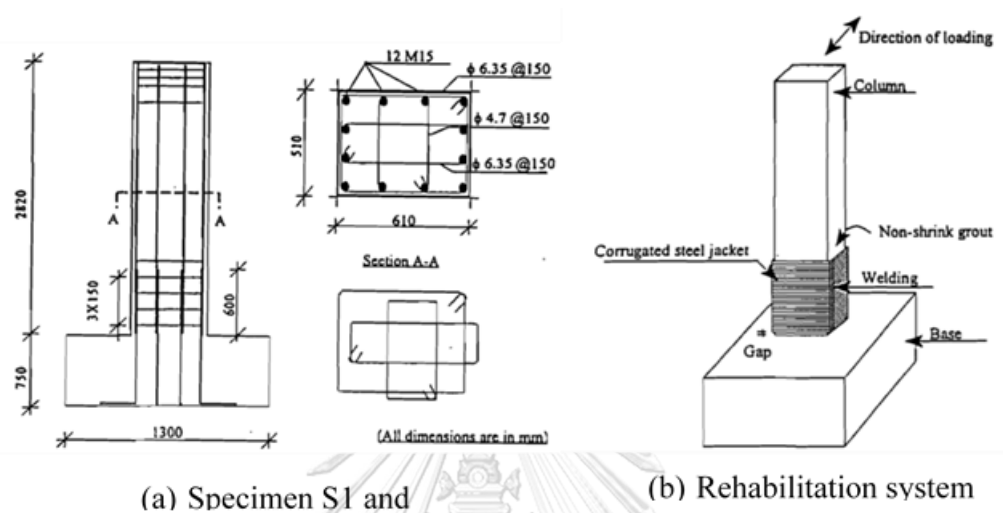 12 M15
ϕ 6.35 @150
ϕ 4.7 @150
ϕ 6.35 @150
510
610
Section A-A
2820
A
A
3X150
600
750
1300
(All dimensions are in mm)
(a) Specimen S1 and
Direction of loading
Column
Non-shrink grout
Corrugated steel jacket
Welding
Base
Gap
(b) Rehabilitation system